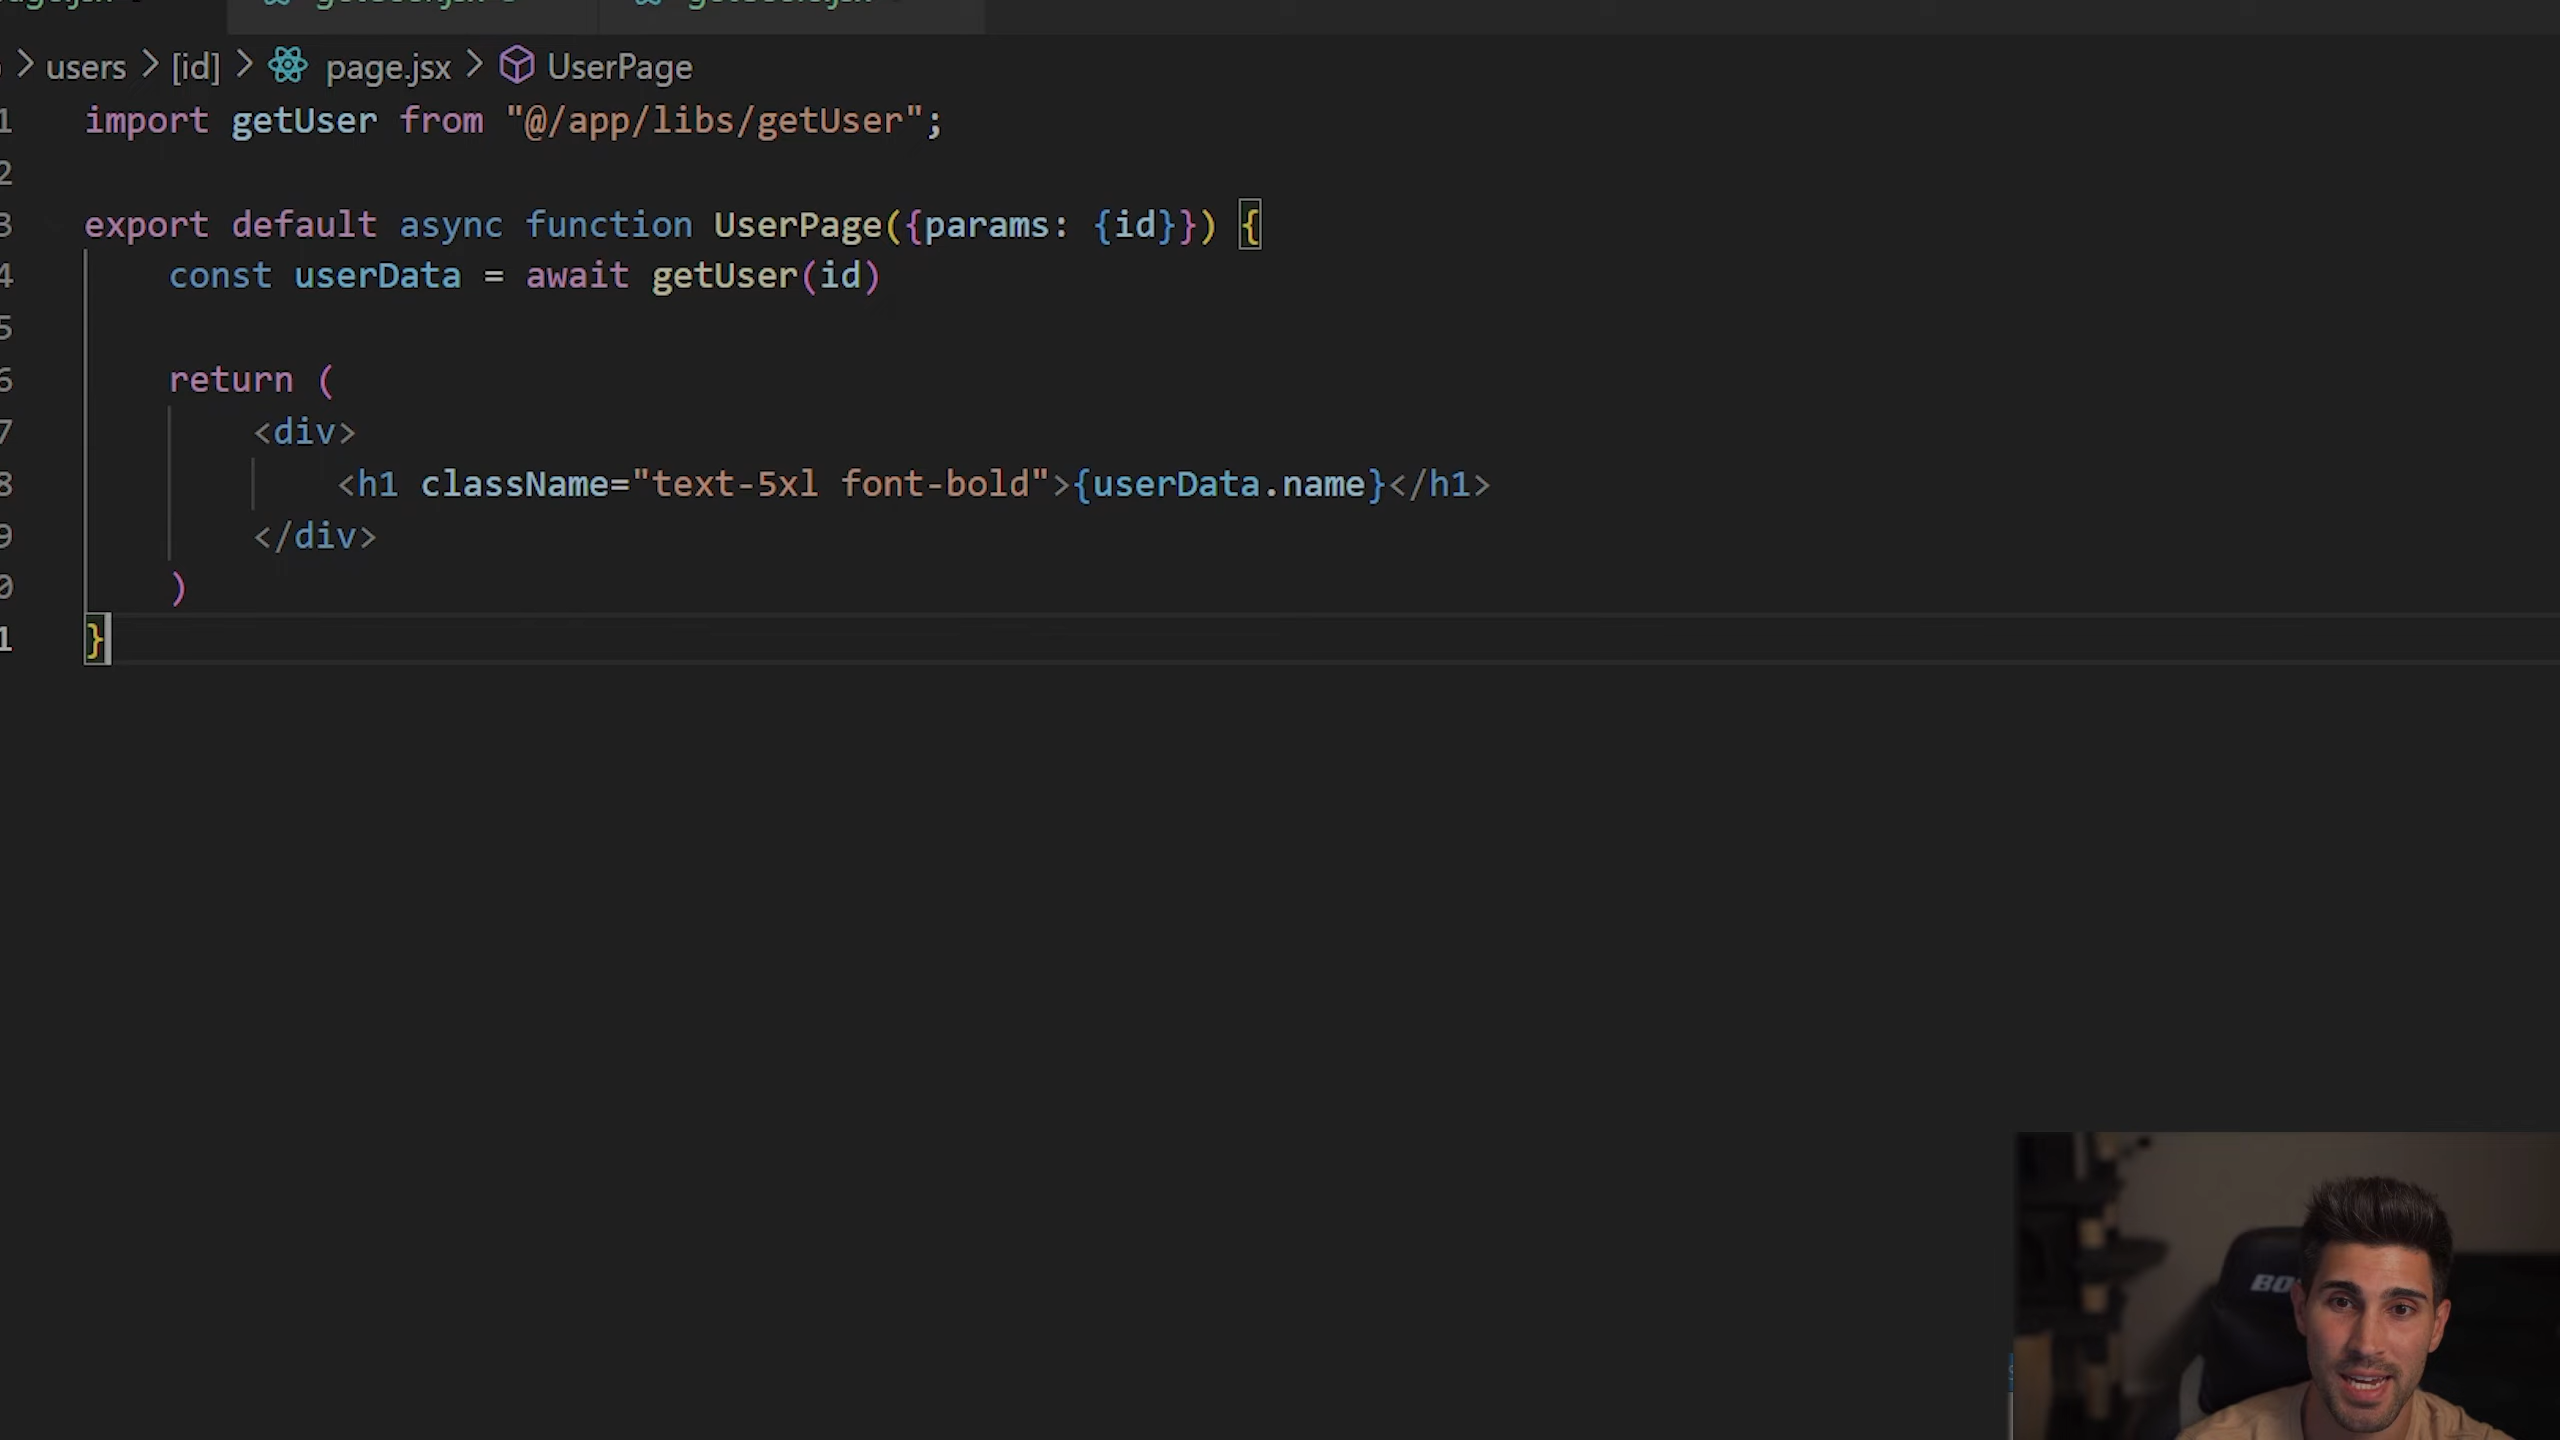 users > [id] > page.jsx > UserPage
1 import getUser from "@/app/libs/getUser";
2
3 export default async function UserPage({params: {id}}) {
4 const userData = await getUser(id)
5
6 return (
7 <div>
8 <h1 className="text-5xl font-bold">{userData.name}</h1>
9 </div>
0 )
1 }
BO